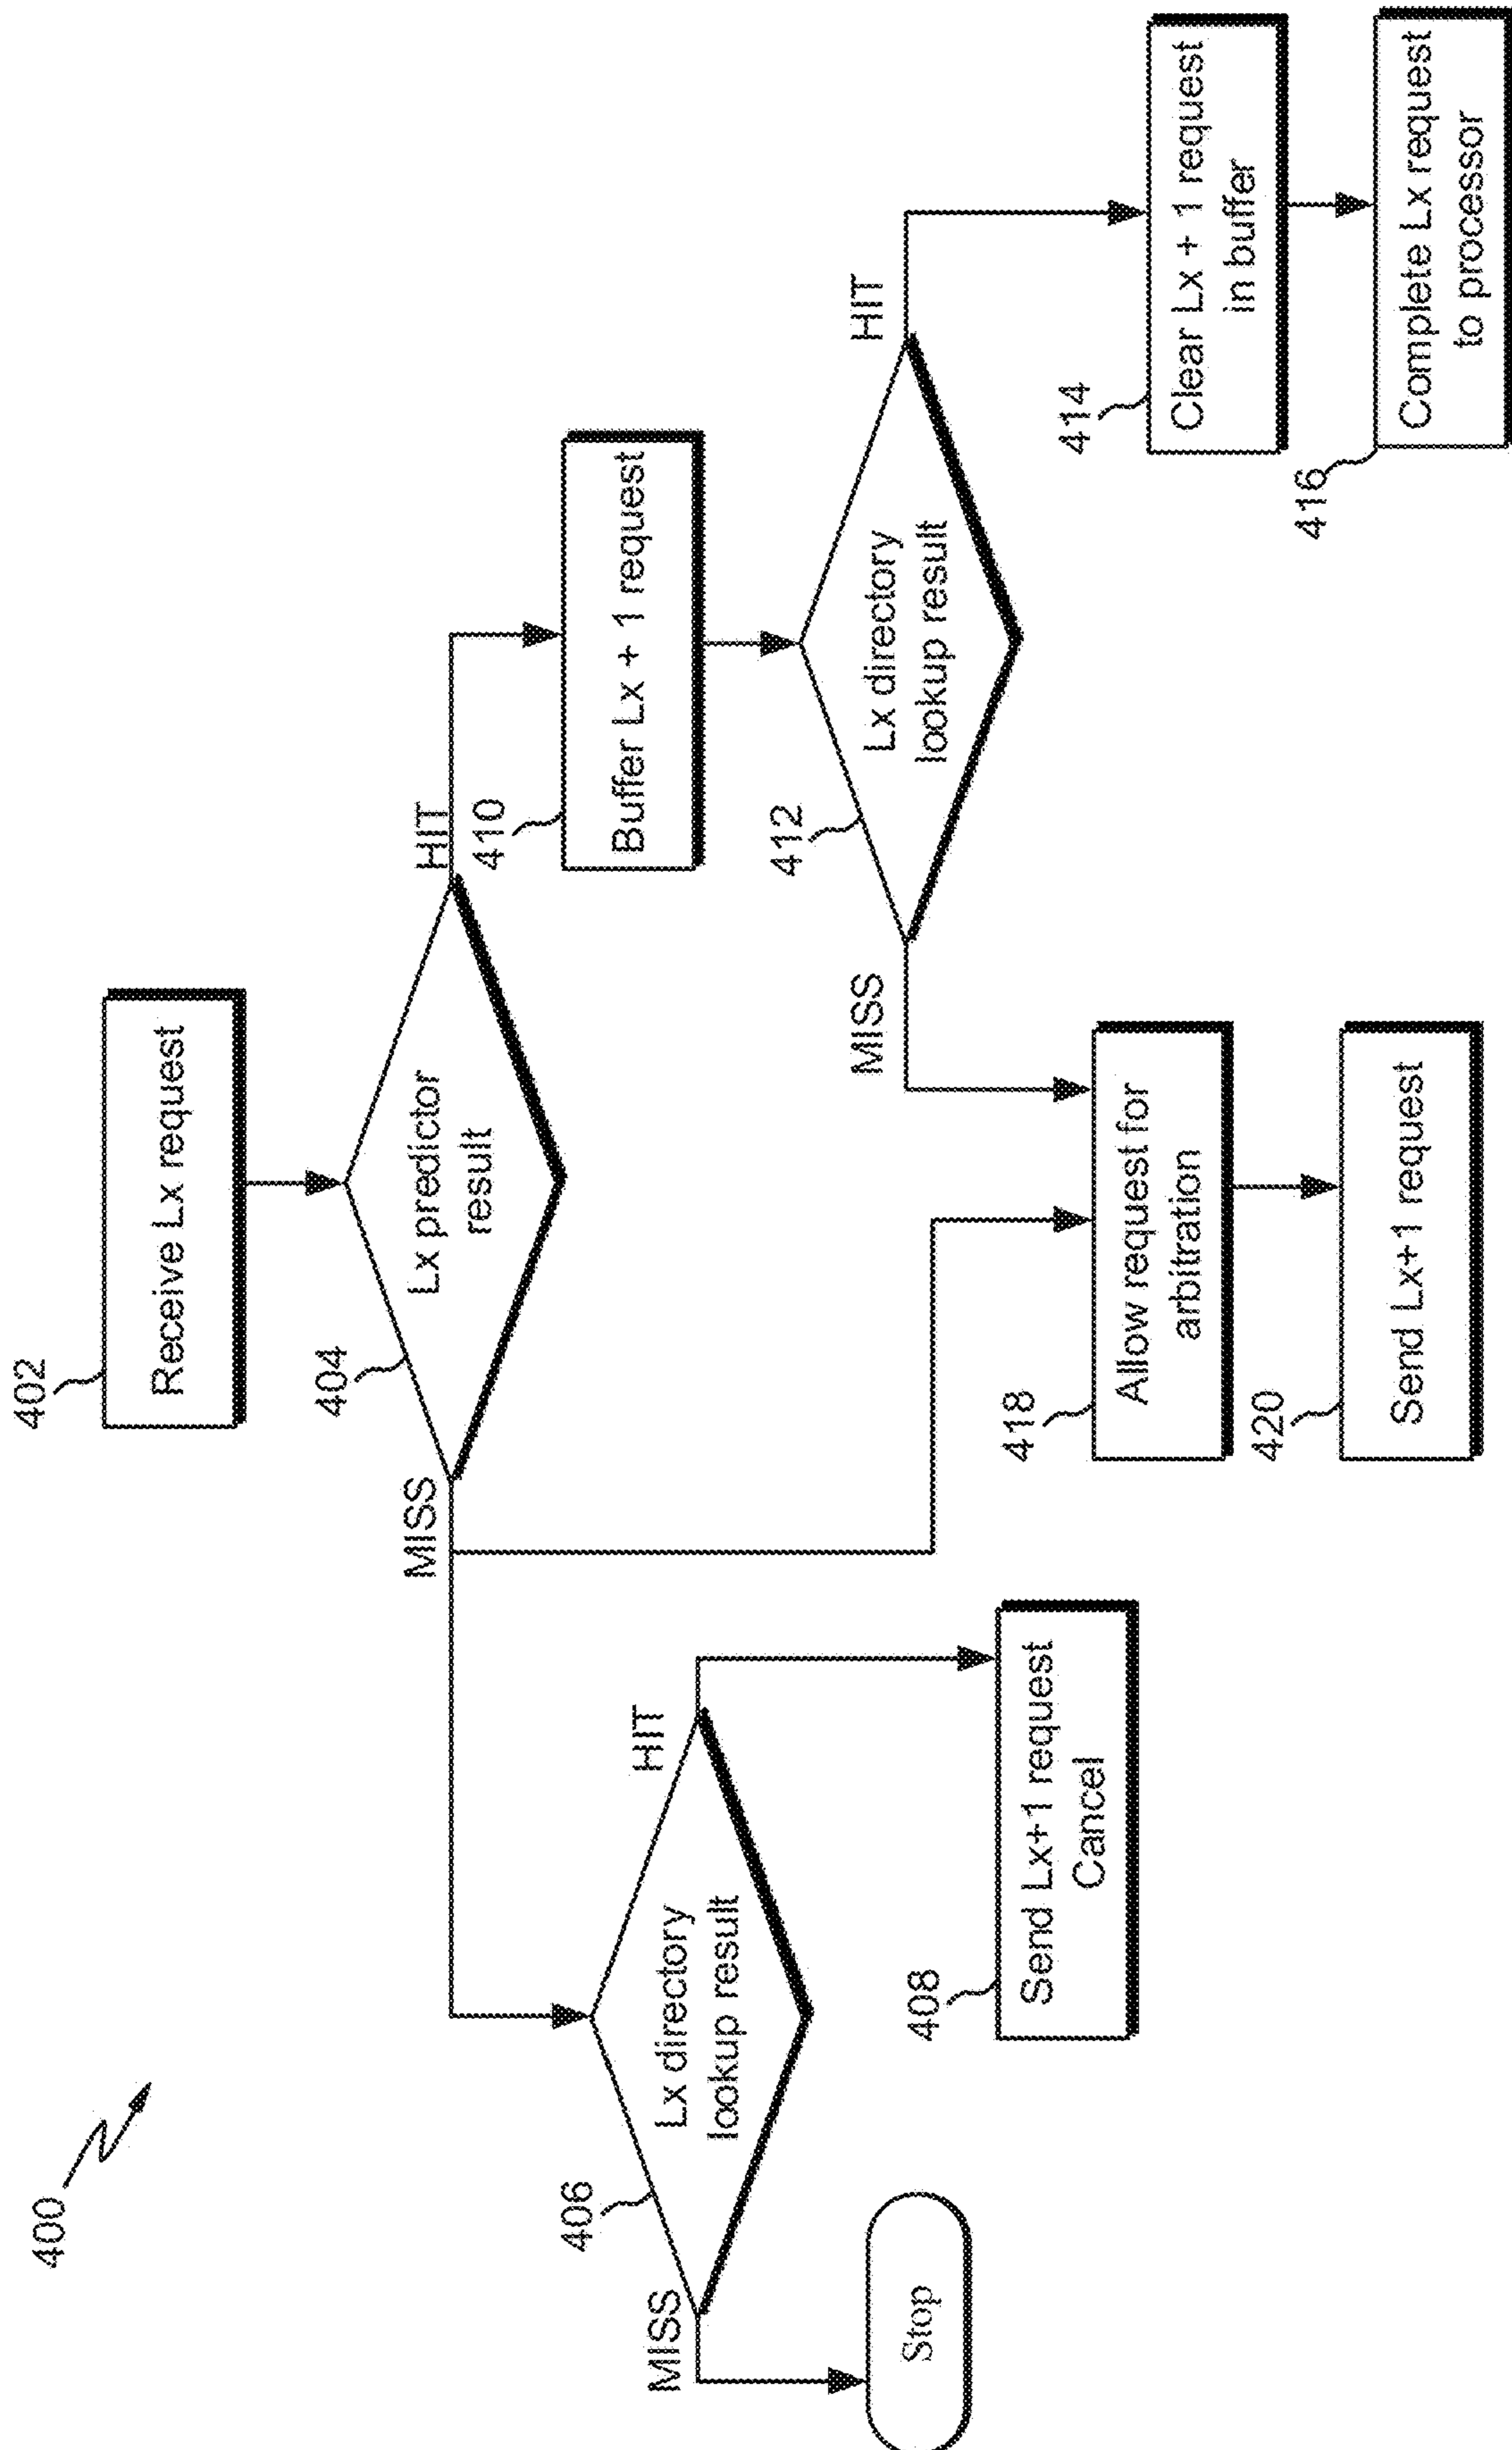 400
402
Receive Lx request
404
Lx predictor
result
MISS
HIT
406
Lx directory
lookup result
MISS
HIT
Stop
408
Send Lx+1 request
Cancel
410
Buffer Lx + 1 request
412
Lx directory
lookup result
MISS
HIT
418
Allow request for
arbitration
420
Send Lx+1 request
414
Clear Lx + 1 request
in buffer
416
Complete Lx request
to processor